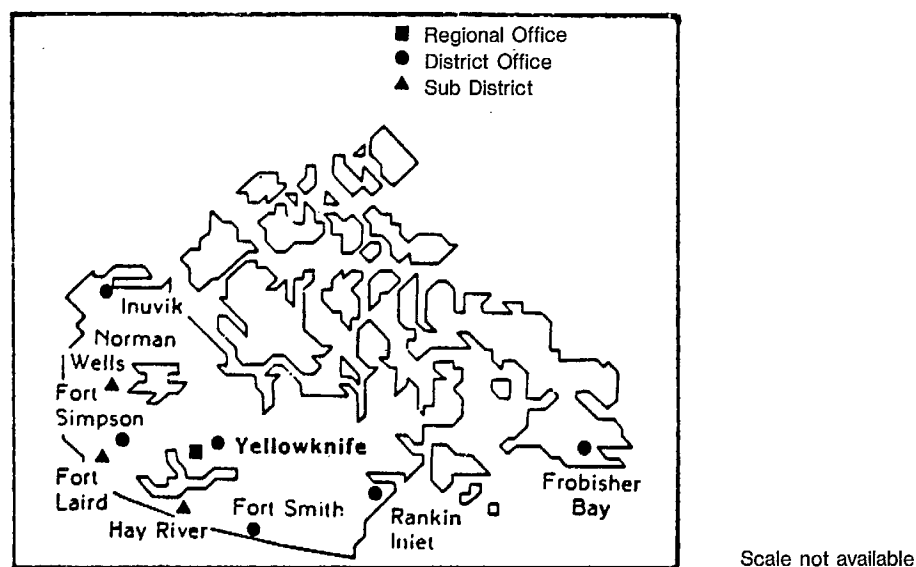 Regional Office
District Office
Sub District
Inuvik
Norman
Wells
Fort
Simpson
Yellowknife
Fort
Laird
Hay River
Fort Smith
Rankin
Inlet
Frobisher
Bay
Scale not available